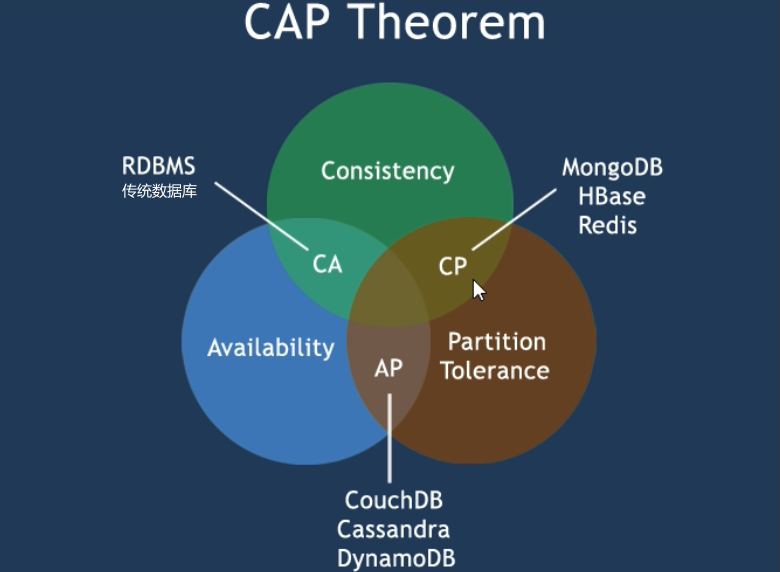 CAP Theorem
RDBMS
传统数据库
Consistency
MongoDB
HBase
Redis
CA
CP
Availability
Partition
Tolerance
AP
CouchDB
Cassandra
DynamoDB